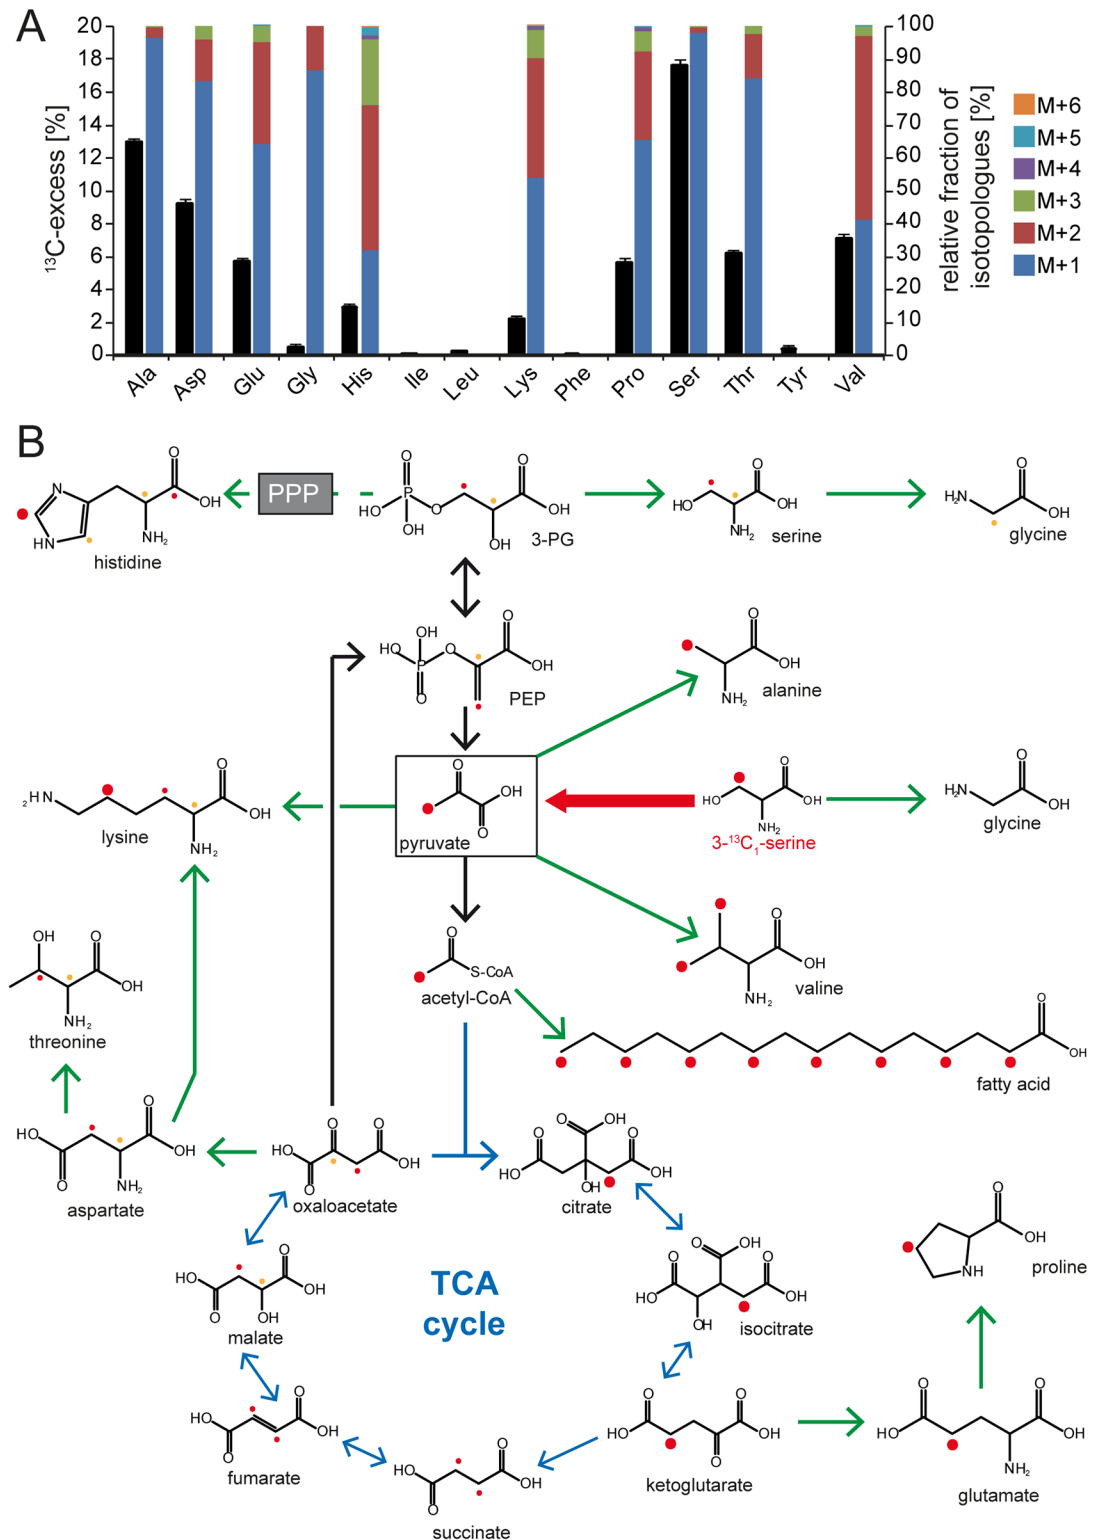 A
20
18
16
14
12
10
8
6
4
2
0
¹³C-excess [%]
100
90
80
70
60
50
40
30
20
10
0
relative fraction of
isotopologues [%]
M+6
M+5
M+4
M+3
M+2
M+1
Ala Asp Glu Gly His Ile Leu Lys Phe Pro Ser Thr Tyr Val
B
N
HN
O
OH
NH₂
histidine
PPP
O
HO P O
OH
O
OH
OH
3-PG
HO
O
OH
NH₂
serine
H₂N
O
OH
glycine
OH
HO P O
O
O
OH
PEP
O
OH
NH₂
alanine
₂HN
O
OH
NH₂
lysine
O
OH
O
pyruvate
HO
O
OH
NH₂
3-¹³C₁-serine
H₂N
O
OH
glycine
OH
O
OH
NH₂
threonine
O
S-CoA
acetyl-CoA
O
OH
NH₂
valine
O
OH
fatty acid
HO
O
O
OH
NH₂
aspartate
HO
O
O
O
OH
oxaloacetate
O
OH
O
HO
OH
O
OH
citrate
O
OH
NH
proline
HO
O
O
OH
OH
malate
TCA
cycle
O
OH
O
HO
OH
O
OH
isocitrate
HO
O
O
OH
fumarate
HO
O
O
OH
succinate
O
HO
O
O
OH
ketoglutarate
O
HO
O
OH
NH₂
glutamate